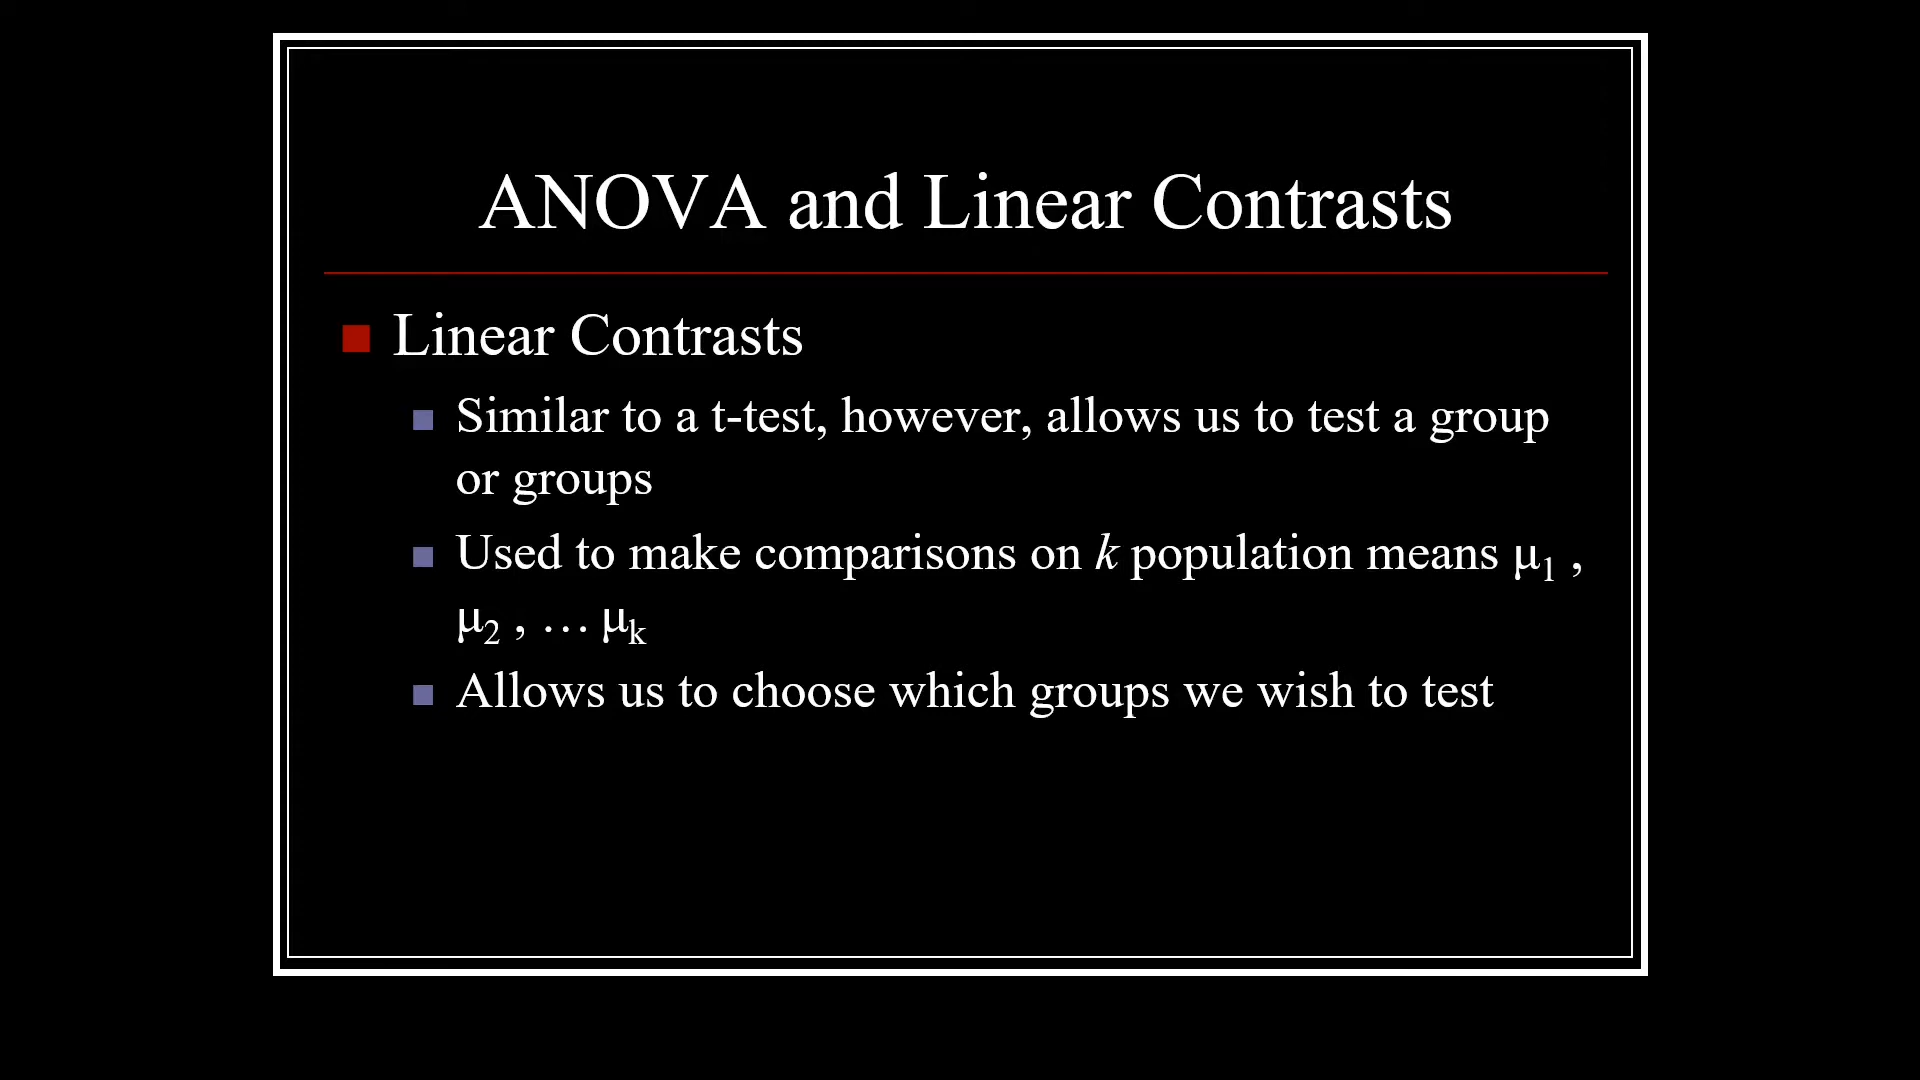 ANOVA and Linear Contrasts
Linear Contrasts
Similar to a t-test, however, allows us to test a group
or groups
Used to make comparisons on k population means μ₁ ,
μ₂ , … μₖ
Allows us to choose which groups we wish to test